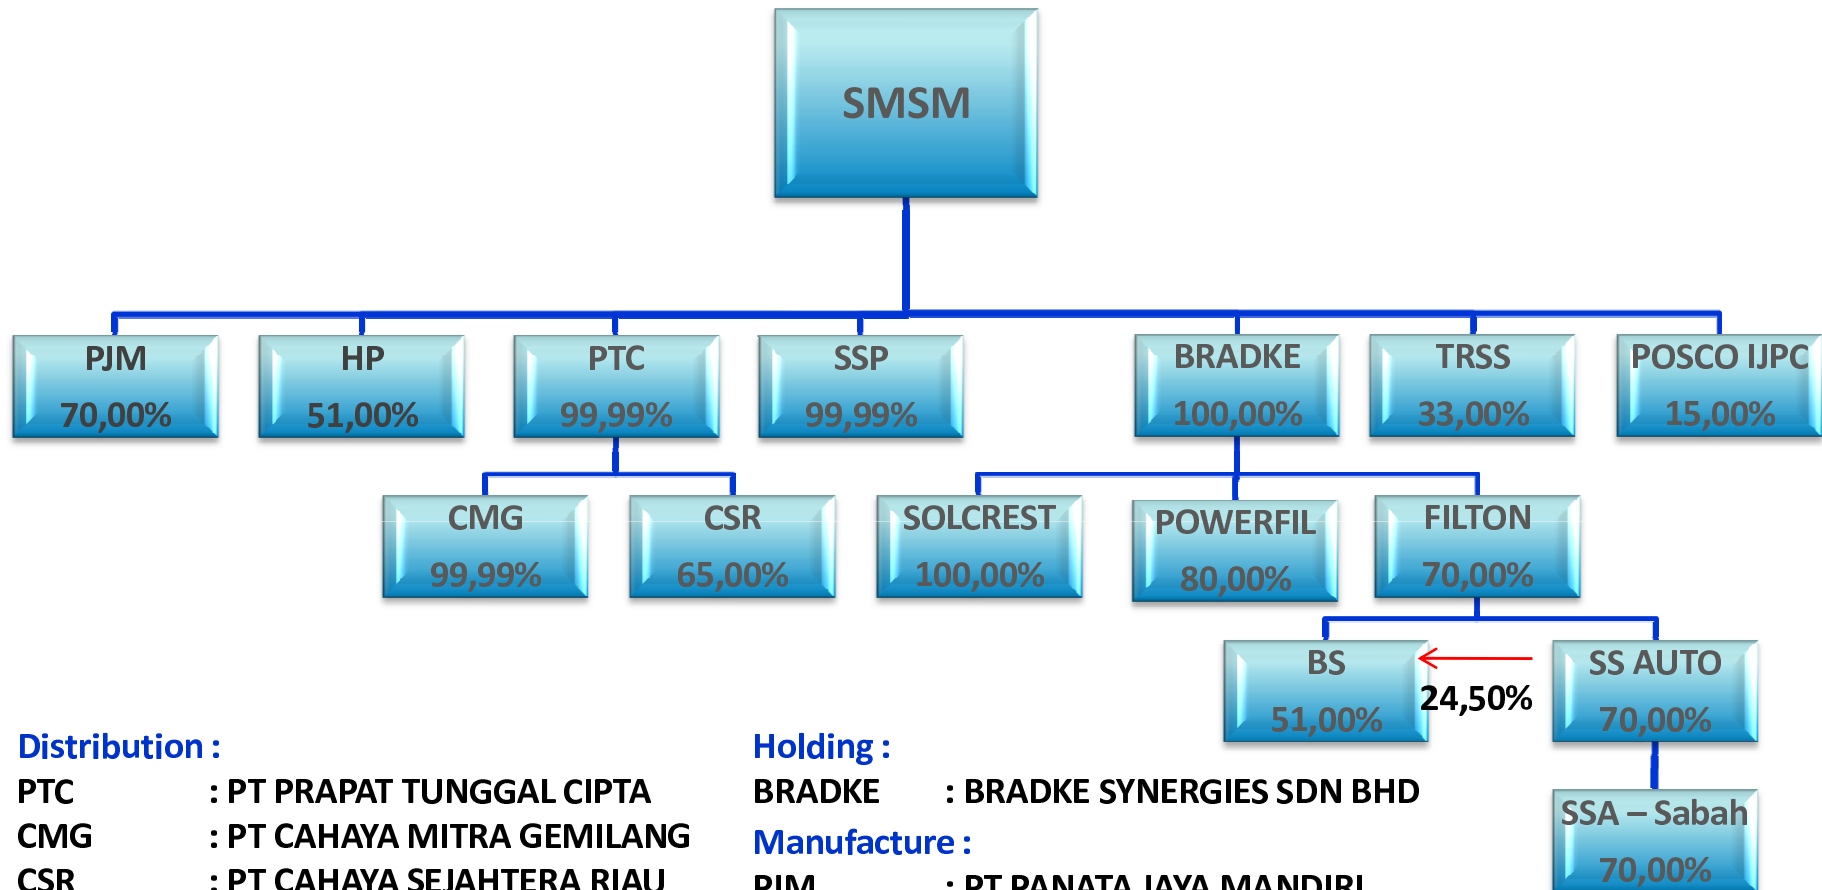 SMSM
PJM
70,00%
HP
51,00%
PTC
99,99%
SSP
99,99%
BRADKE
100,00%
TRSS
33,00%
POSCO IJPC
15,00%
CMG
99,99%
CSR
65,00%
SOLCREST
100,00%
POWERFIL
80,00%
FILTON
70,00%
BS
51,00%
24,50%
SS AUTO
70,00%
SSA – Sabah
70,00%
Distribution :
PTC : PT PRAPAT TUNGGAL CIPTA
CMG : PT CAHAYA MITRA GEMILANG
CSR : PT CAHAYA SEJAHTERA RIAU
Holding :
BRADKE : BRADKE SYNERGIES SDN BHD
Manufacture :
PJM : PT PANATA JAYA MANDIRI